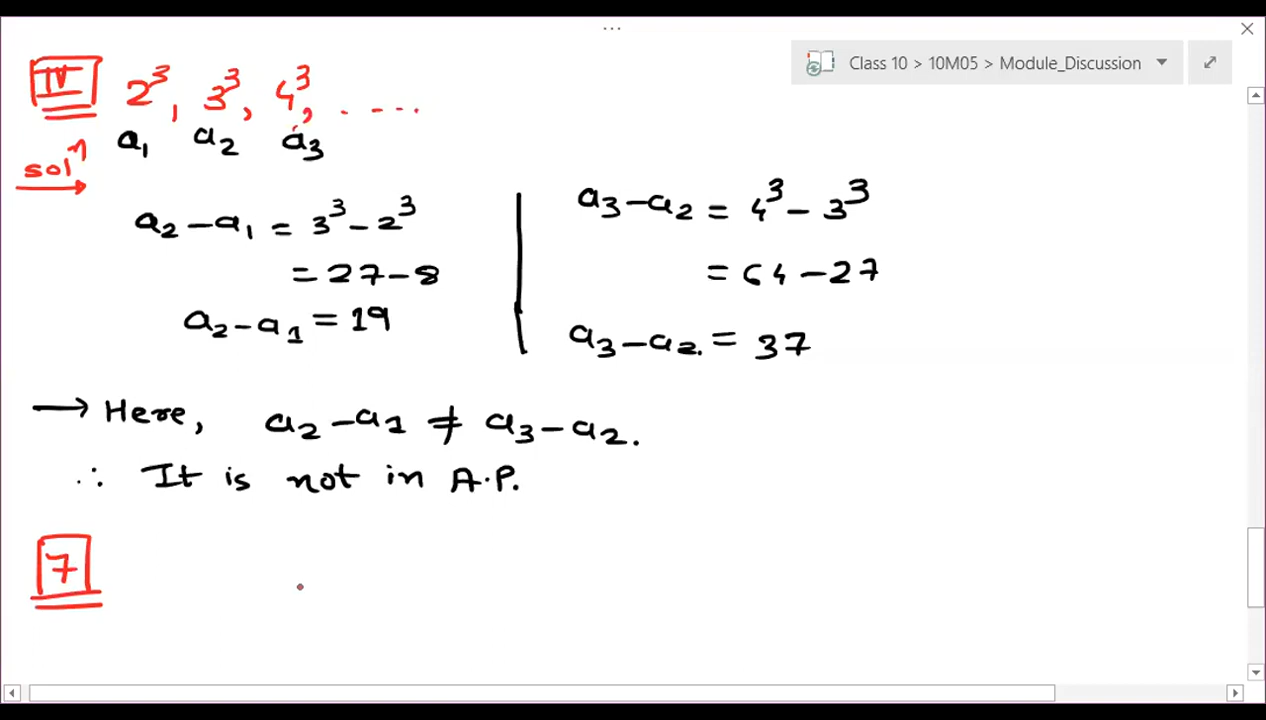 Class 10 > 10M05 > Module_Discussion
IV 2³, 3³, 4³, .....
a₁ a₂ a₃
solⁿ
a₂-a₁ = 3³-2³
= 27-8
a₂-a₁ = 19
a₃-a₂ = 4³-3³
= 64-27
a₃-a₂. = 37
→ Here, a₂-a₁ ≠ a₃-a₂.
∴ It is not in A.P.
7